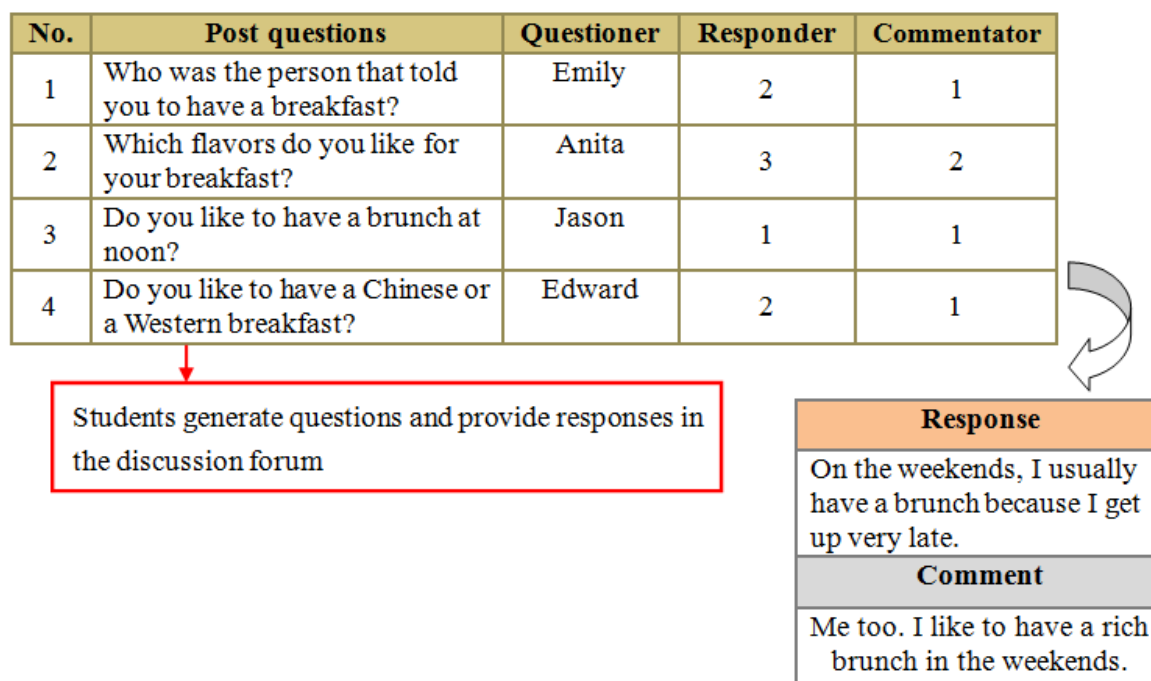 No. Post questions Questioner Responder Commentator
1 Who was the person that told you to have a breakfast? Emily 2 1
2 Which flavors do you like for your breakfast? Anita 3 2
3 Do you like to have a brunch at noon? Jason 1 1
4 Do you like to have a Chinese or a Western breakfast? Edward 2 1
Students generate questions and provide responses in
the discussion forum
Response
On the weekends, I usually
have a brunch because I get
up very late.
Comment
Me too. I like to have a rich
brunch in the weekends.